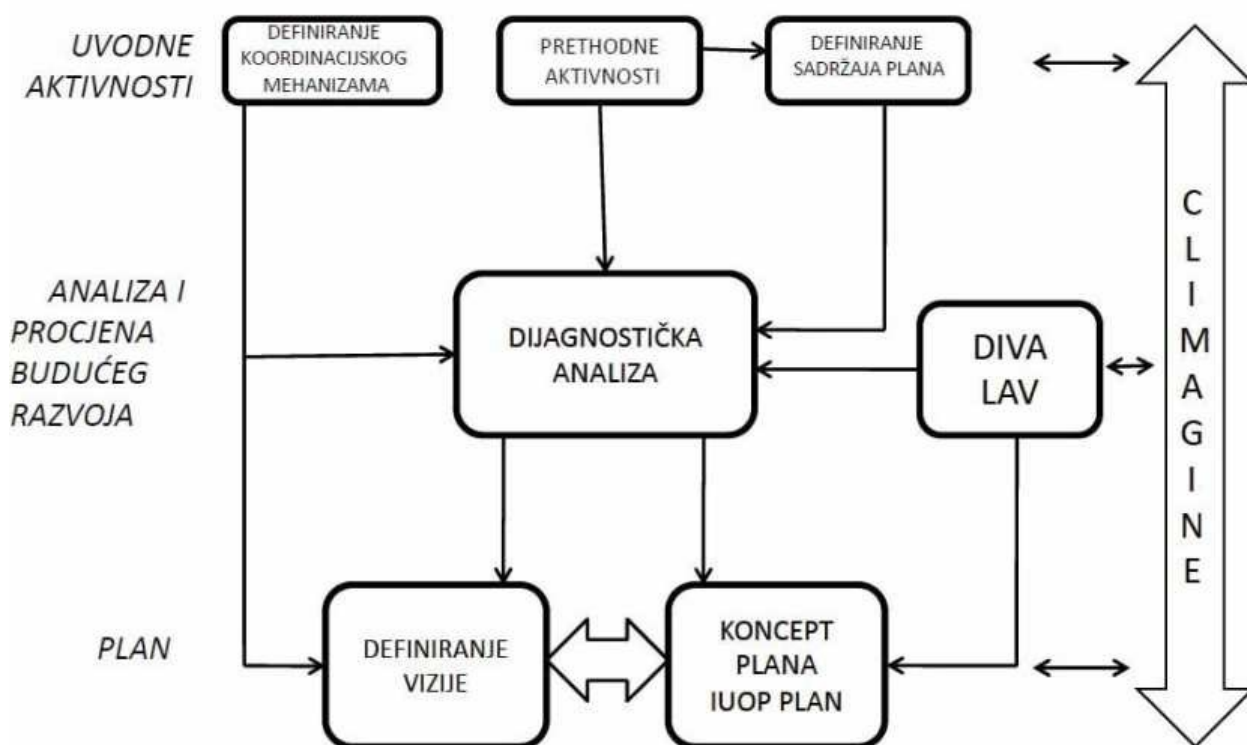 UVODNE
AKTIVNOSTI
DEFINIRANJE
KOORDINACIJSKOG
MEHANIZAMA
PRETHODNE
AKTIVNOSTI
DEFINIRANJE
SADRŽAJA PLANA
ANALIZA I
PROCJENA
BUDUĆEG
RAZVOJA
DIJAGNOSTIČKA
ANALIZA
DIVA
LAV
PLAN
DEFINIRANJE
VIZIJE
KONCEPT
PLANA
IUOP PLAN
CLIMAGINE